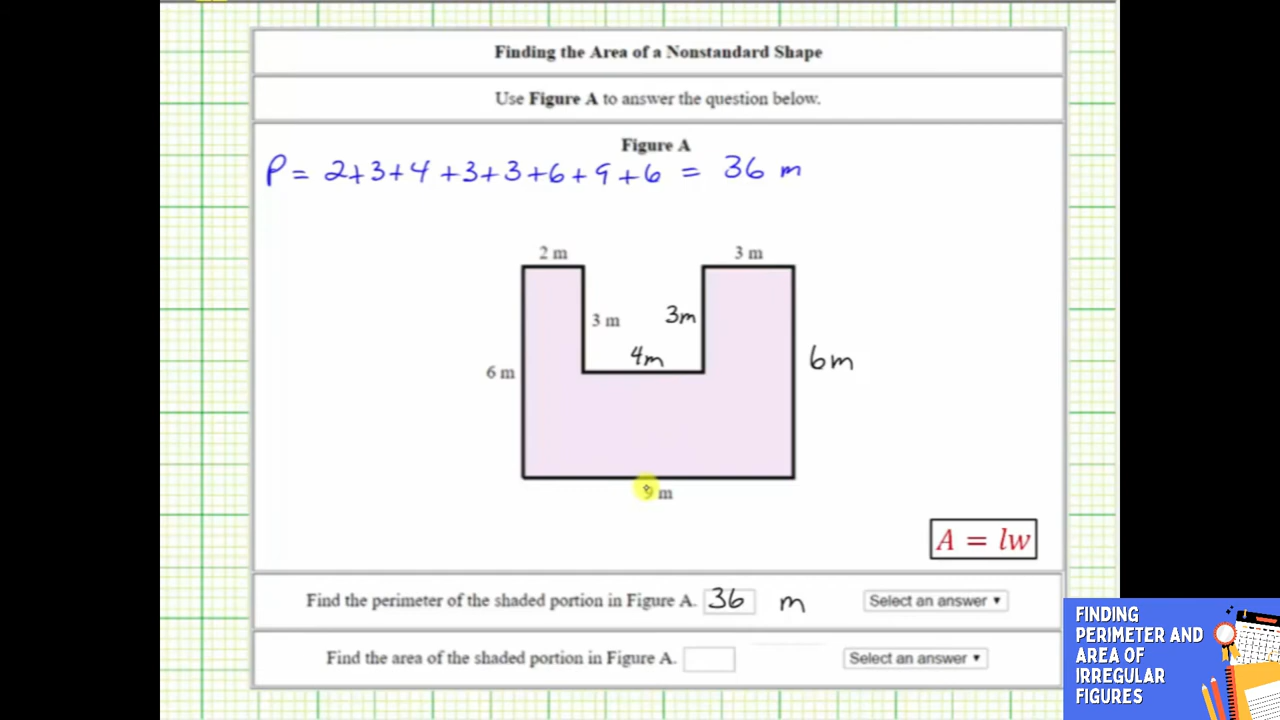 Finding the Area of a Nonstandard Shape
Use Figure A to answer the question below.
Figure A
P = 2+3+4+3+3+6+9+6 = 36 m
2 m
3 m
3 m
3m
4m
6 m
6m
m
A = lw
Find the perimeter of the shaded portion in Figure A. 36 m Select an answer
Find the area of the shaded portion in Figure A. Select an answer
FINDING
PERIMETER AND
AREA OF
IRREGULAR
FIGURES